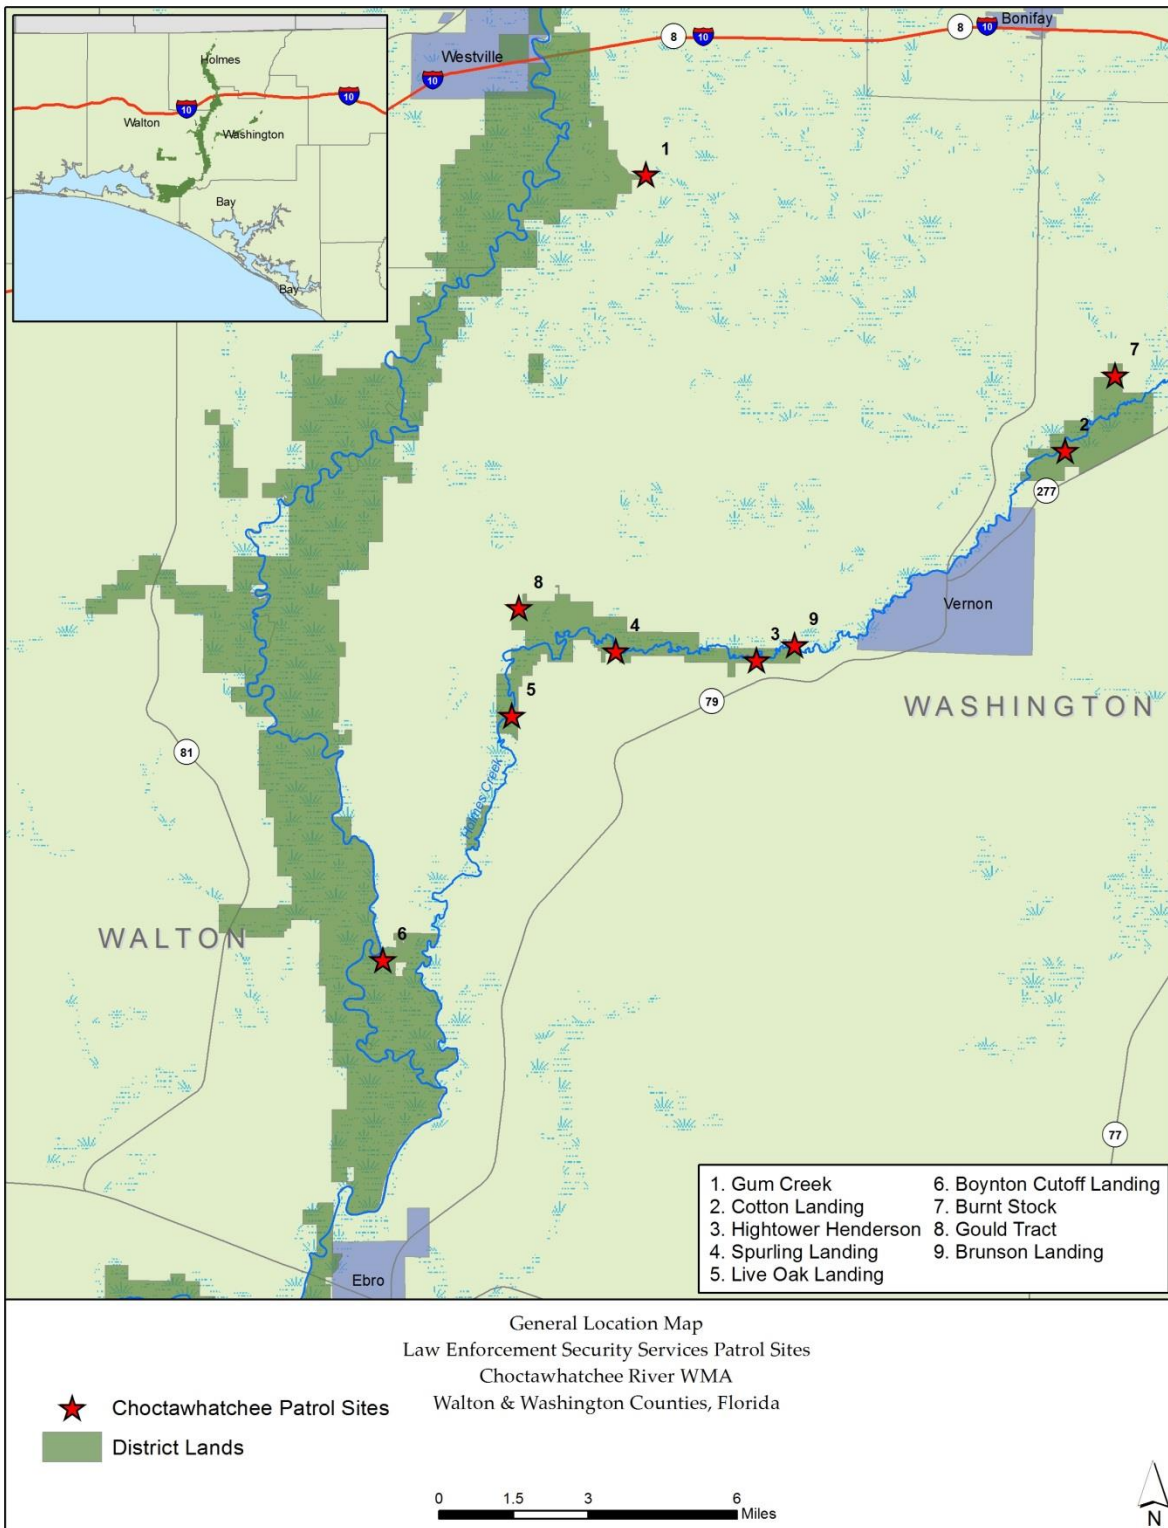 Holmes
10
10
Walton
Washington
Bay
Bay
Westville
10
8
10
8
10
Bonifay
1
7
2
277
8
4
3
9
Vernon
5
79
WASHINGTON
81
Holmes Creek
WALTON
6
77
Ebro
1. Gum Creek
2. Cotton Landing
3. Hightower Henderson
4. Spurling Landing
5. Live Oak Landing
6. Boynton Cutoff Landing
7. Burnt Stock
8. Gould Tract
9. Brunson Landing
General Location Map
Law Enforcement Security Services Patrol Sites
Choctawhatchee River WMA
Walton & Washington Counties, Florida
Choctawhatchee Patrol Sites
District Lands
0 1.5 3 6
Miles
N